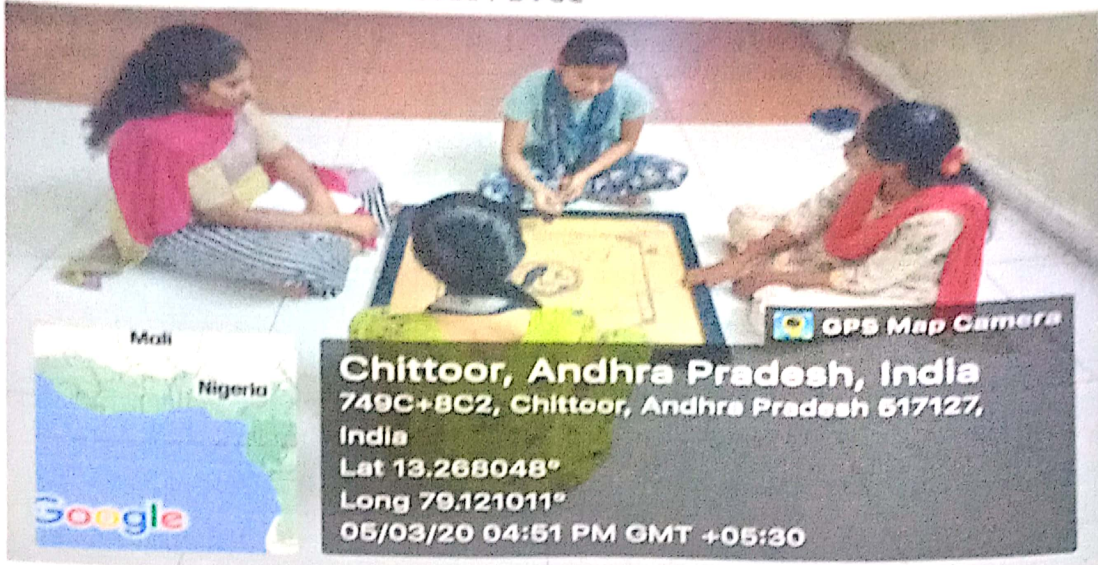 GPS Map Camera
Mali
Nigeria
Google
Chittoor, Andhra Pradesh, India
749C+8C2, Chittoor, Andhra Pradesh 517127,
India
Lat 13.268048°
Long 79.121011°
05/03/20 04:51 PM GMT +05:30